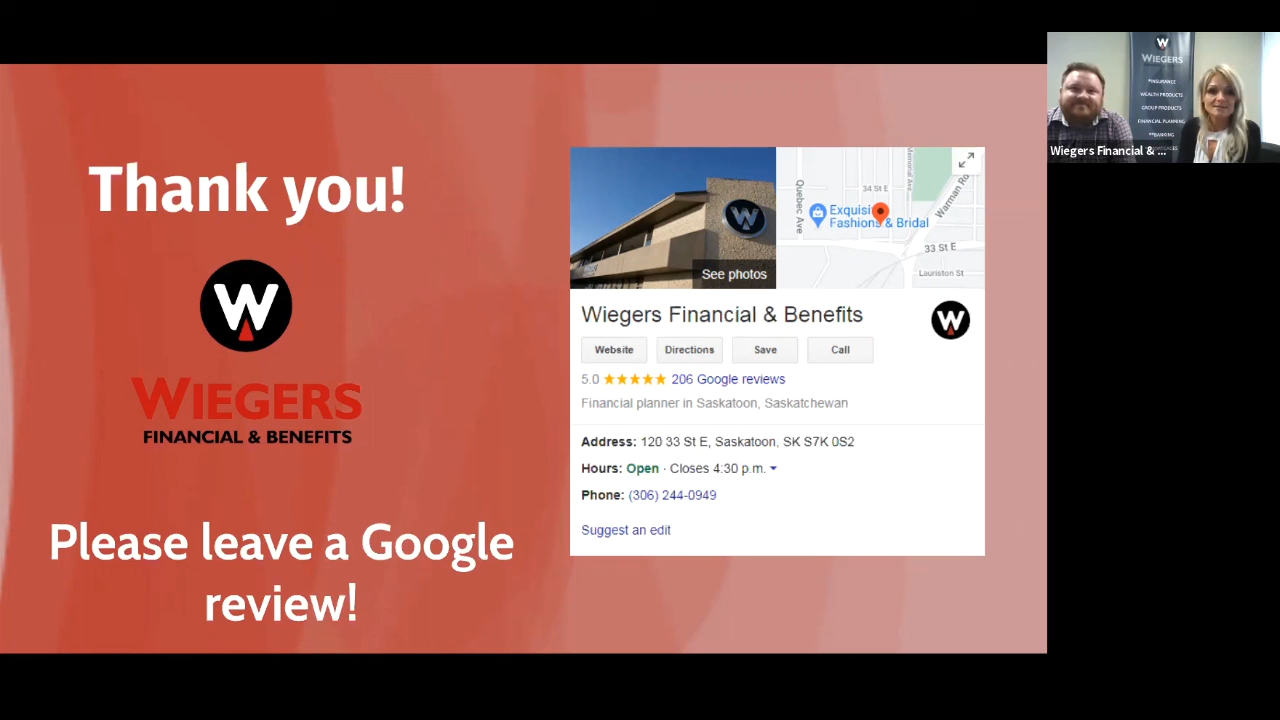 Thank you!
W
WIEGERS
FINANCIAL & BENEFITS
Please leave a Google
review!
W
See photos
Quebec Ave
34 St E
Memorial Ave
Warman Ro
Exquisi
Fashions & Bridal
33 St E
Lauriston St
Wiegers Financial & Benefits
W
Website
Directions
Save
Call
5.0
206 Google reviews
Financial planner in Saskatoon, Saskatchewan
Address: 120 33 St E, Saskatoon, SK S7K 0S2
Hours: Open · Closes 4:30 p.m.
Phone: (306) 244-0949
Suggest an edit
W
WIEGERS
*INSURANCE
WEALTH PRODUCTS
GROUP PRODUCTS
FINANCIAL PLANNING
**BANKING
Wiegers Financial & ...